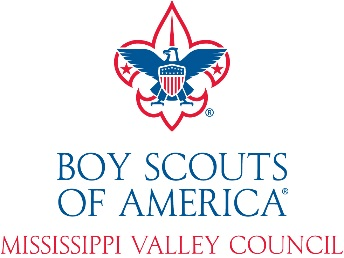 ®
BOY SCOUTS
OF AMERICA®
MISSISSIPPI VALLEY COUNCIL